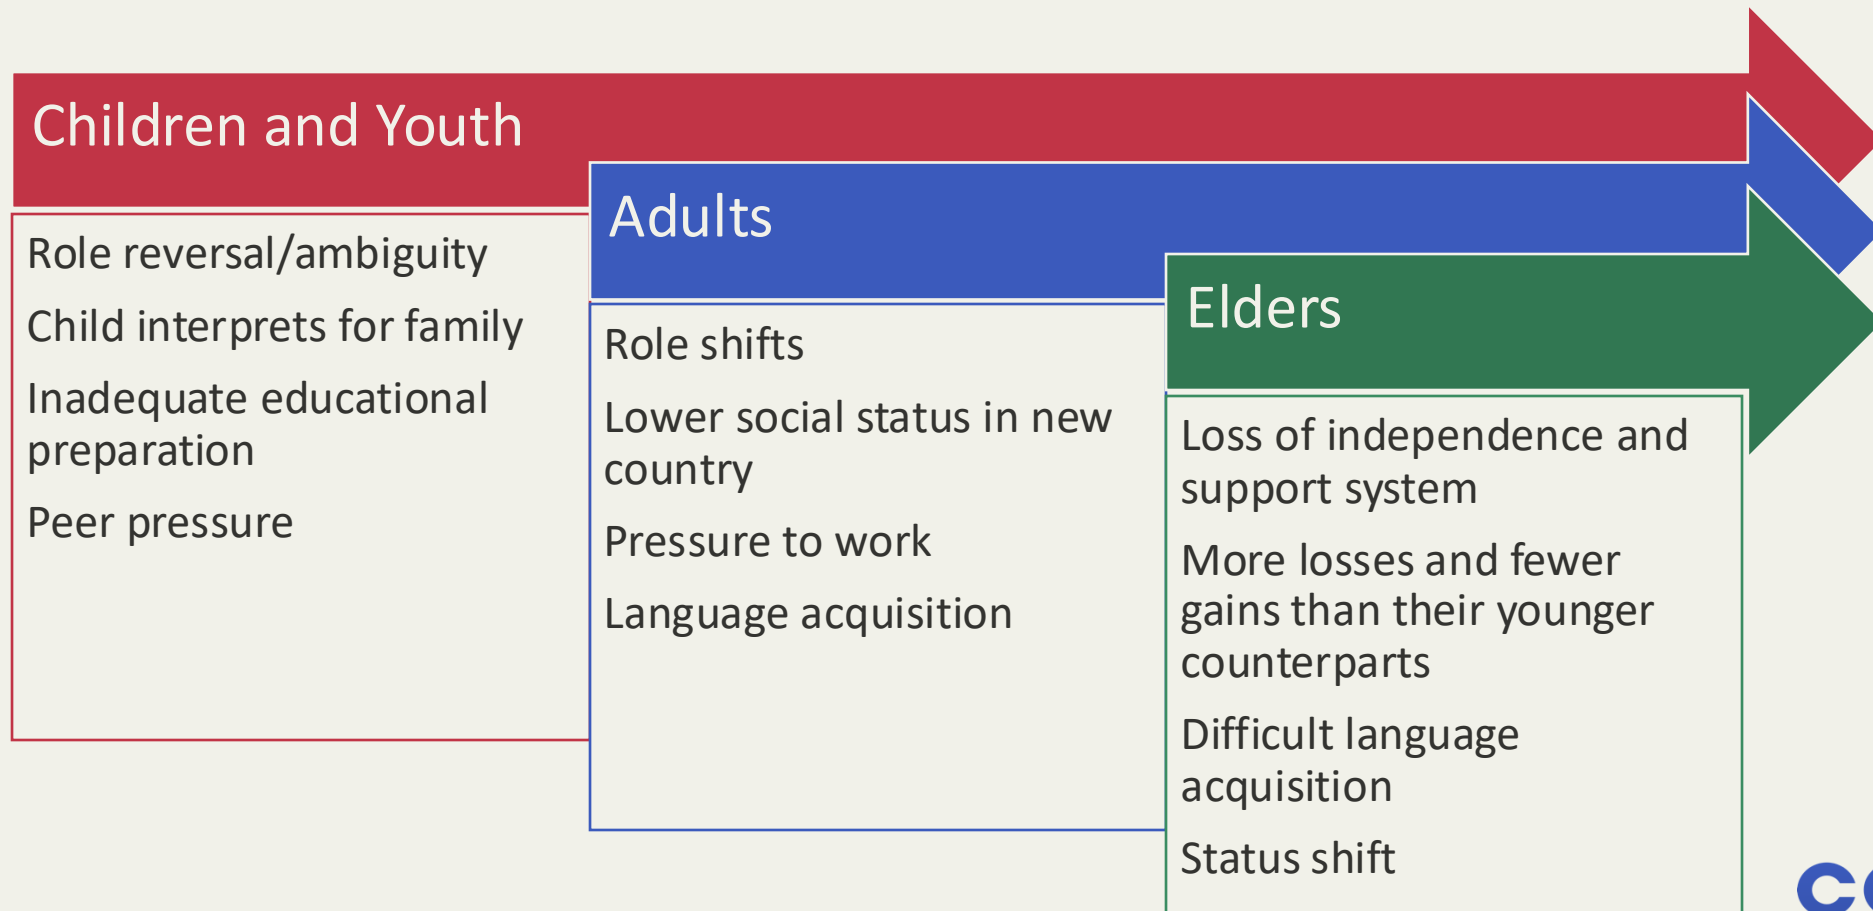 Children and Youth
Role reversal/ambiguity
Child interprets for family
Inadequate educational
preparation
Peer pressure
Adults
Role shifts
Lower social status in new
country
Pressure to work
Language acquisition
Elders
Loss of independence and
support system
More losses and fewer
gains than their younger
counterparts
Difficult language
acquisition
Status shift